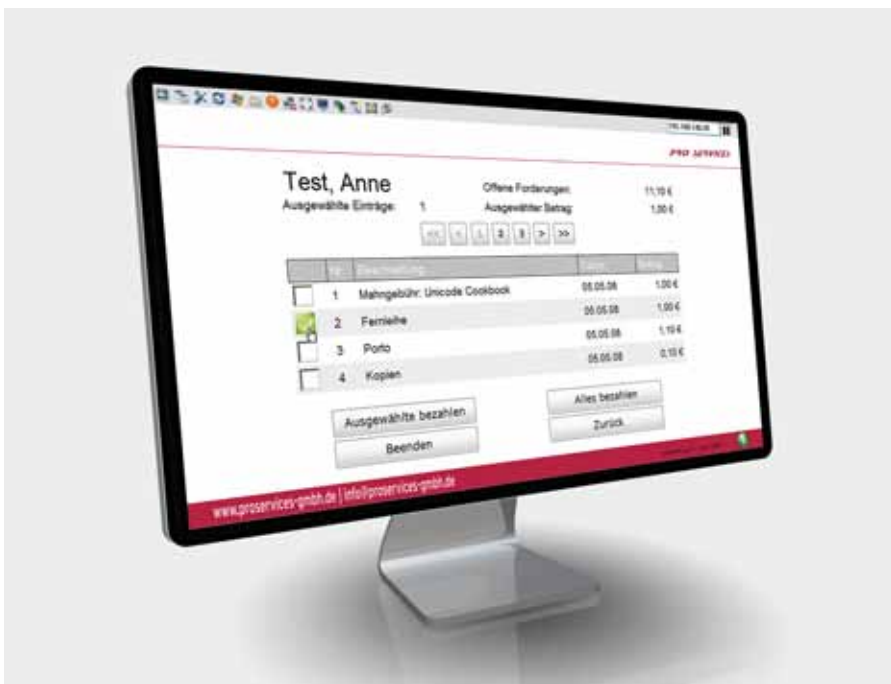 PRO SERVICES
Test, Anne
Offene Forderungen: 11,10 €
Ausgewählte Einträge: 1 Ausgewählter Betrag: 1,00 €
<< < 1 2 3 > >>
Nr. Beschreibung
1 Mahngebühr: Unicode Cookbook 05.05.08 1,00 €
2 Fernleihe 05.05.08 1,00 €
3 Porto 05.05.08 1,10 €
4 Kopien 05.05.08 0,10 €
Ausgewählte bezahlen Alles bezahlen
Beenden Zurück
www.proservices-gmbh.de | info@proservices-gmbh.de